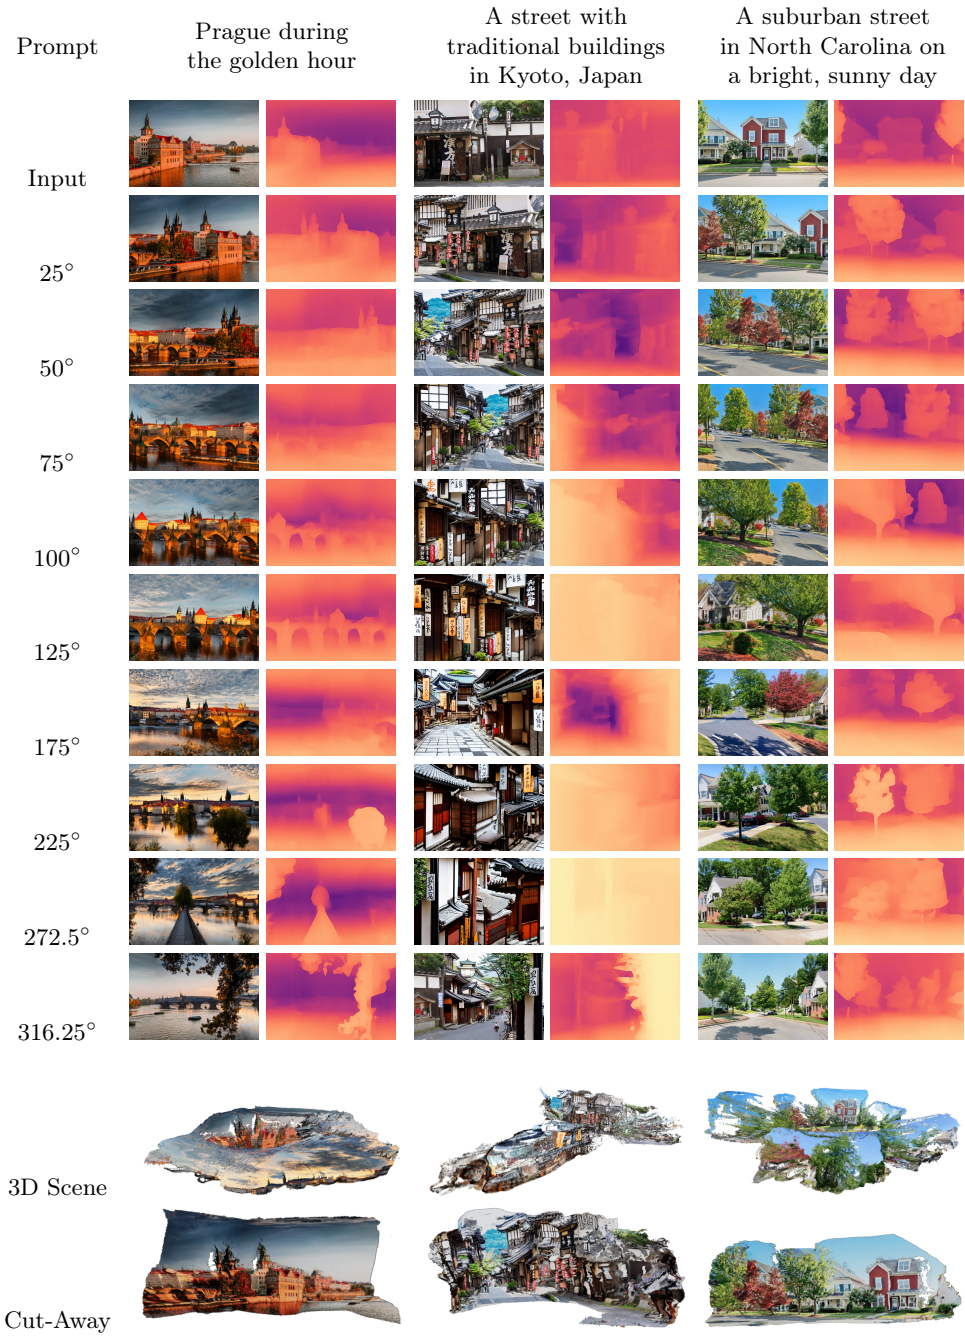 Prompt
Prague during
the golden hour
A street with
traditional buildings
in Kyoto, Japan
A suburban street
in North Carolina on
a bright, sunny day
Input
25°
50°
75°
100°
125°
175°
225°
272.5°
316.25°
3D Scene
Cut-Away